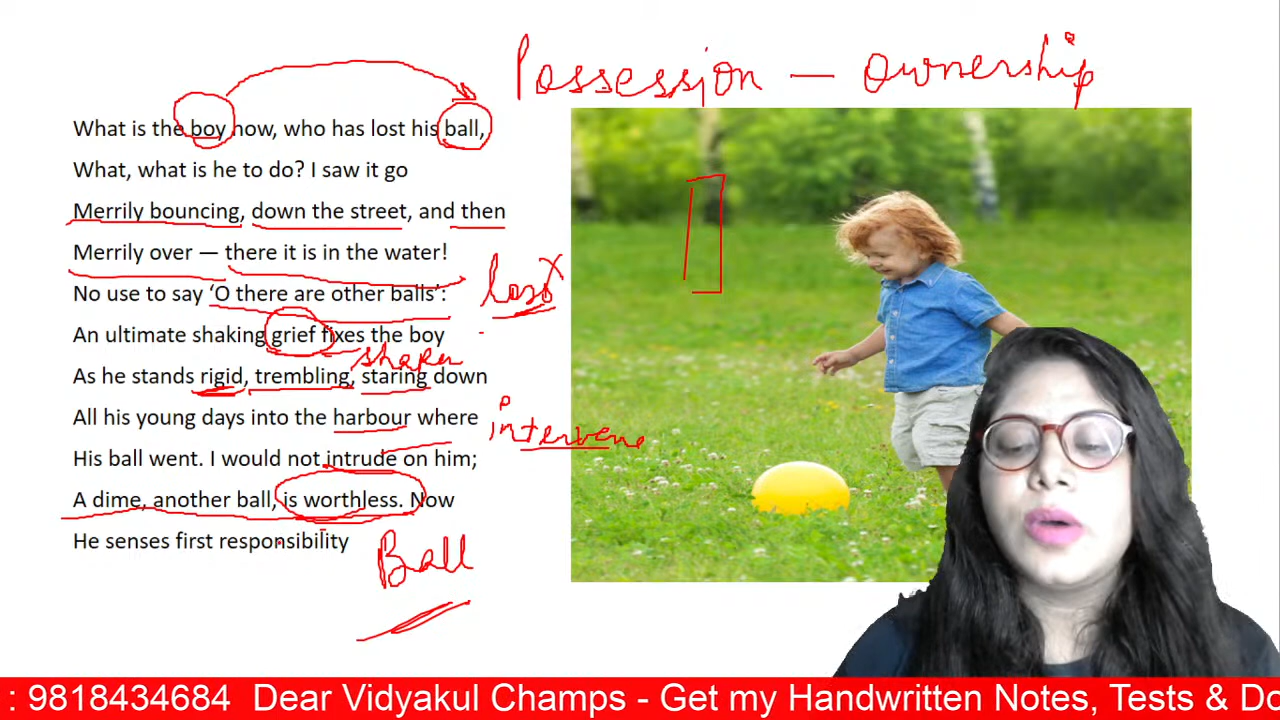 Possession — Ownership
What is the boy now, who has lost his ball,
What, what is he to do? I saw it go
Merrily bouncing, down the street, and then
Merrily over — there it is in the water!
No use to say ‘O there are other balls’:
lost
An ultimate shaking grief fixes the boy
shaken
As he stands rigid, trembling, staring down
All his young days into the harbour where
intervene
His ball went. I would not intrude on him;
A dime, another ball, is worthless. Now
He senses first responsibility
Ball
: 9818434684 Dear Vidyakul Champs - Get my Handwritten Notes, Tests & Do